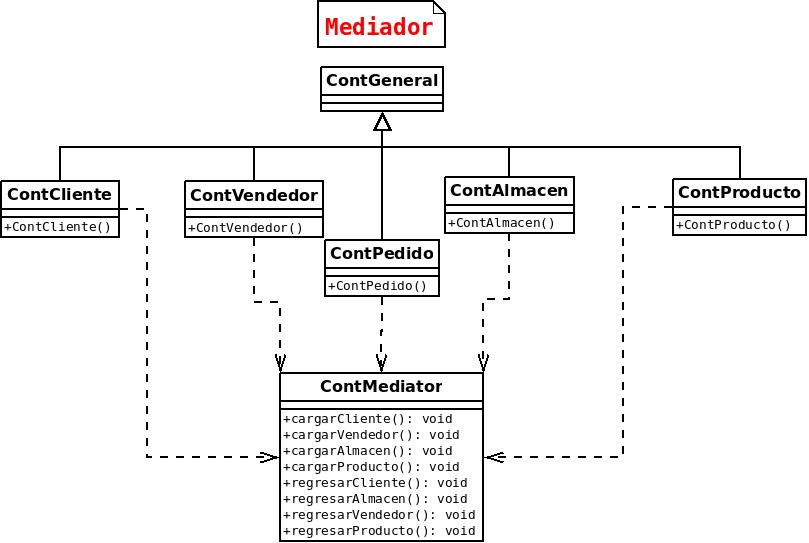 Mediador
ContGeneral
ContCliente
+ContCliente()
ContVendedor
+ContVendedor()
ContPedido
+ContPedido()
ContAlmacen
+ContAlmacen()
ContProducto
+ContProducto()
ContMediator
+cargarCliente(): void
+cargarVendedor(): void
+cargarAlmacen(): void
+cargarProducto(): void
+regresarCliente(): void
+regresarAlmacen(): void
+regresarVendedor(): void
+regresarProducto(): void